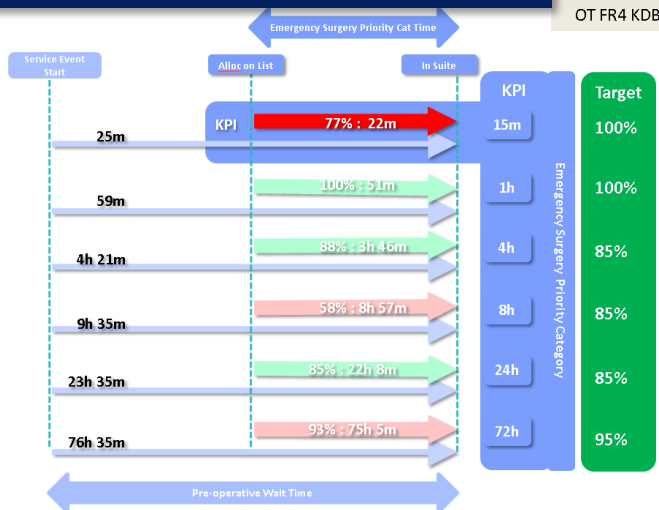 OT FR4 KDB
Emergency Surgery Priority Cat Time
Service Event
Start
Alloc on List
In Suite
KPI
Target
KPI
77% : 22m
15m
100%
25m
100% : 51m
1h
100%
59m
88% : 3h 46m
4h
85%
4h 21m
58% : 8h 57m
8h
85%
9h 35m
85% : 22h 8m
24h
85%
23h 35m
93% : 75h 5m
72h
95%
76h 35m
Emergency Surgery Priority Category
Pre-operative Wait Time